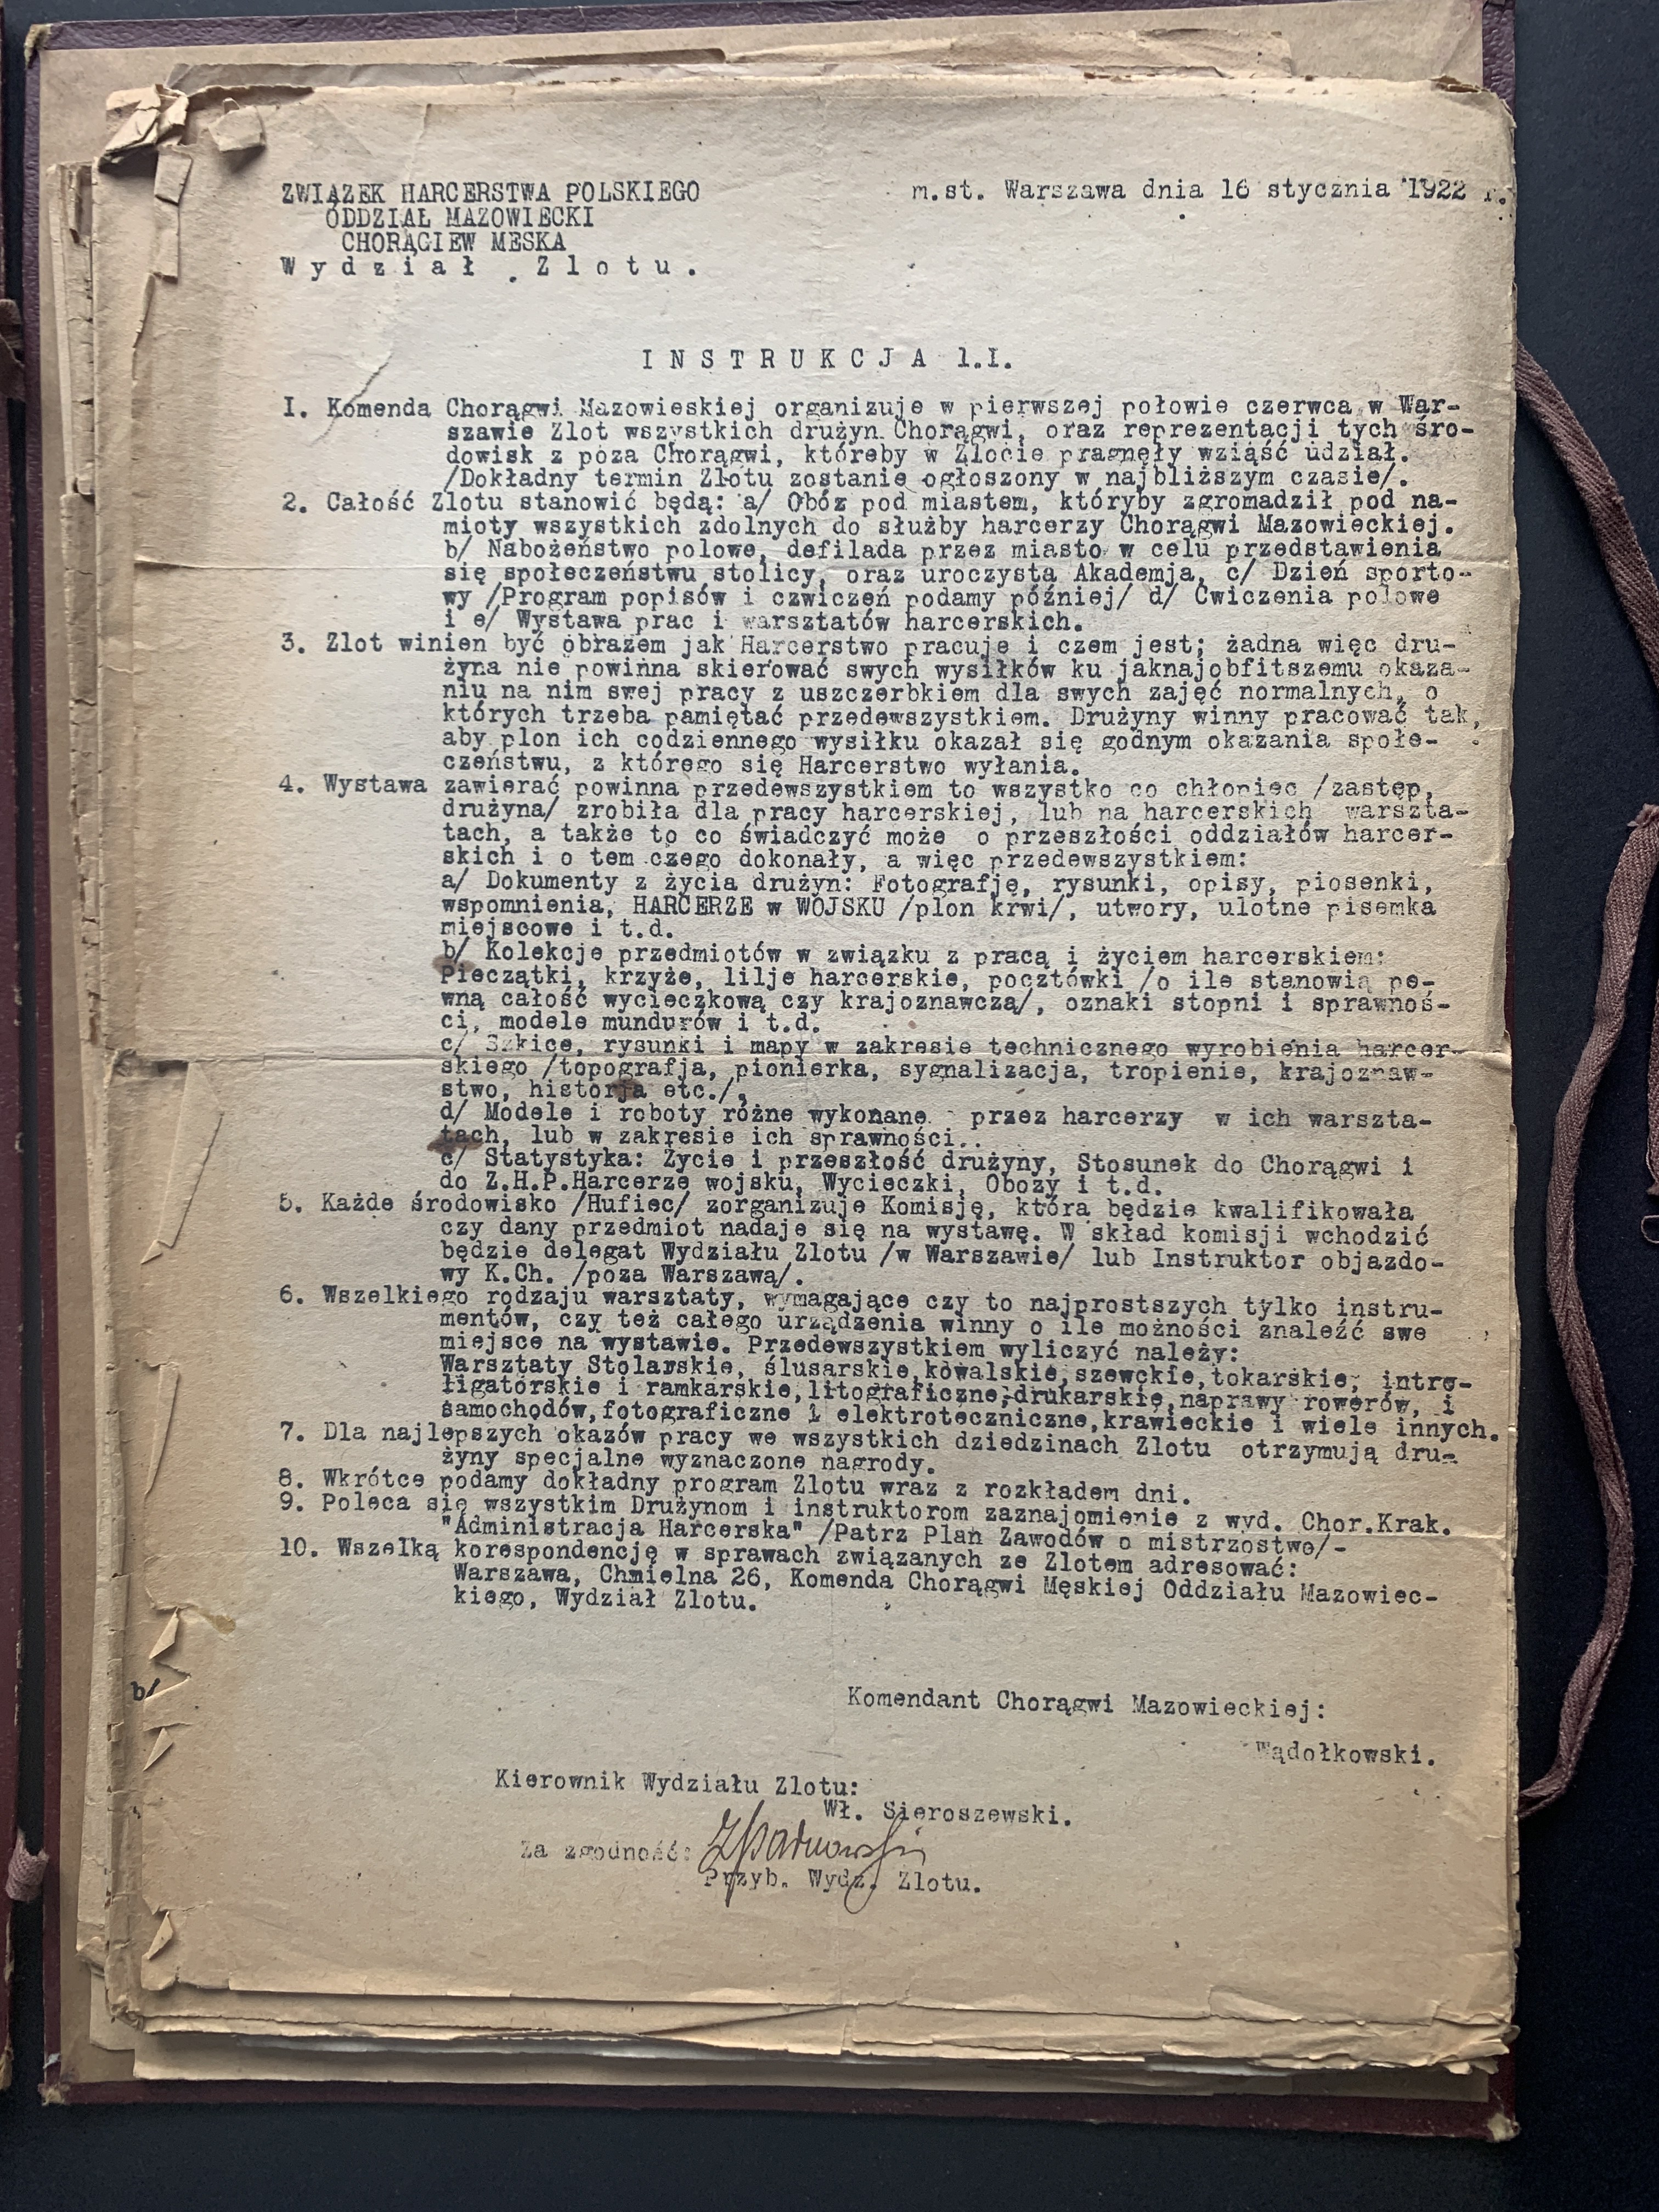 ZWIĄZEK HARCERSTWA POLSKIEGO
m.st. Warszawa dnia 16 stycznia 1922 r.
ODDZIAŁ MAZOWIECKI
CHORĄGIEW MESKA
Wydział Zlotu.
INSTRUKCJA l.I.
I. Komenda Chorągwi Mazowieskiej organizuje w pierwszej połowie czerwca w War-
szawie Zlot wszystkich drużyn Chorągwi, oraz reprezentacji tych śro-
dowisk z poza Chorągwi, któreby w Zlocie pragnęły wziąść udział.
/Dokładny termin Zlotu zostanie ogłoszony w najbliższym czasie/.
2. Całość Zlotu stanowić będą: a/ Obóz pod miastem, któryby zgromadził pod na-
mioty wszystkich zdolnych do służby harcerzy Chorągwi Mazowieckiej.
b/ Nabożeństwo polowe, defilada przez miasto w celu przedstawienia
się społeczeństwu stolicy, oraz uroczysta Akademja, c/ Dzień sporto-
wy /Program popisów i czwiczeń podamy później/ d/ Cwiczenia polowe
i e/ Wystawa prac i warsztatów harcerskich.
3. Zlot winien być obrazem jak Harcerstwo pracuje i czem jest; żadna więc dru-
żyna nie powinna skierować swych wysiłków ku jaknajobfitszemu okaza-
niu na nim swej pracy z uszczerbkiem dla swych zajęć normalnych, o
których trzeba pamiętać przedewszystkiem. Drużyny winny pracować tak,
aby plon ich codziennego wysiłku okazał się godnym okazania społe-
czeństwu, z którego się Harcerstwo wyłania.
4. Wystawa zawierać powinna przedewszystkiem to wszystko co chłopiec /zastęp,
drużyna/ zrobiła dla pracy harcerskiej, lub na harcerskich warszta-
tach, a także to co świadczyć może o przeszłości oddziałów harcer-
skich i o tem czego dokonały, a więc przedewszystkiem:
a/ Dokumenty z życia drużyn: Fotografję, rysunki, opisy, piosenki,
wspomnienia, HARCERZE w WOJSKU /plon krwi/, utwory, ulotne pisemka
miejscowe i t.d.
b/ Kolekcje przedmiotów w związku z pracą i życiem harcerskiem:
Pieczątki, krzyże, lilje harcerskie, pocztówki /o ile stanowią pe-
wną całość wycieczkową czy krajoznawczą/, oznaki stopni i sprawnoś-
ci, modele mundurów i t.d.
c/ Szkice, rysunki i mapy w zakresie technicznego wyrobienia harcer-
skiego /topografja, pionierka, sygnalizacja, tropienie, krajoznaw-
stwo, historja etc./,
d/ Modele i roboty różne wykonane przez harcerzy w ich warszta-
tach, lub w zakresie ich sprawności..
e/ Statystyka: Życie i przeszłość drużyny, Stosunek do Chorągwi i
do Z.H.P.Harcerze wojsku, Wycieczki, Obozy i t.d.
5. Każde środowisko /Hufiec/ zorganizuje Komisję, która będzie kwalifikowała
czy dany przedmiot nadaje się na wystawę. W skład komisji wchodzić
będzie delegat Wydziału Zlotu /w Warszawie/ lub Instruktor objazdo-
wy K.Ch. /poza Warszawą/.
6. Wszelkiego rodzaju warsztaty, wymagające czy to najprostszych tylko instru-
mentów, czy też całego urządzenia winny o ile możności znaleźć swe
miejsce na wystawie. Przedewszystkiem wyliczyć należy:
Warsztaty Stolarskie, ślusarskie,kowalskie,szewckie,tokarskie, intro-
ligatorskie i ramkarskie,litograficzne,drukarskie,naprawy rowerów, i
samochodów,fotograficzne i elektroteczniczne,krawieckie i wiele innych.
7. Dla najlepszych okazów pracy we wszystkich dziedzinach Zlotu otrzymują dru-
żyny specjalne wyznaczone nagrody.
8. Wkrótce podamy dokładny program Zlotu wraz z rozkładem dni.
9. Poleca się wszystkim Drużynom i instruktorom zaznajomienie z wyd. Chor.Krak.
"Administracja Harcerska" /Patrz Plan Zawodów o mistrzostwo/-
10. Wszelką korespondencję w sprawach związanych ze Zlotem adresować:
Warszawa, Chmielna 26, Komenda Chorągwi Męskiej Oddziału Mazowiec-
kiego, Wydział Zlotu.
b/
Komendant Chorągwi Mazowieckiej:
Wądołkowski.
Kierownik Wydziału Zlotu:
Wł. Sieroszewski.
Za zgodność:
Przyb. Wydz. Zlotu.